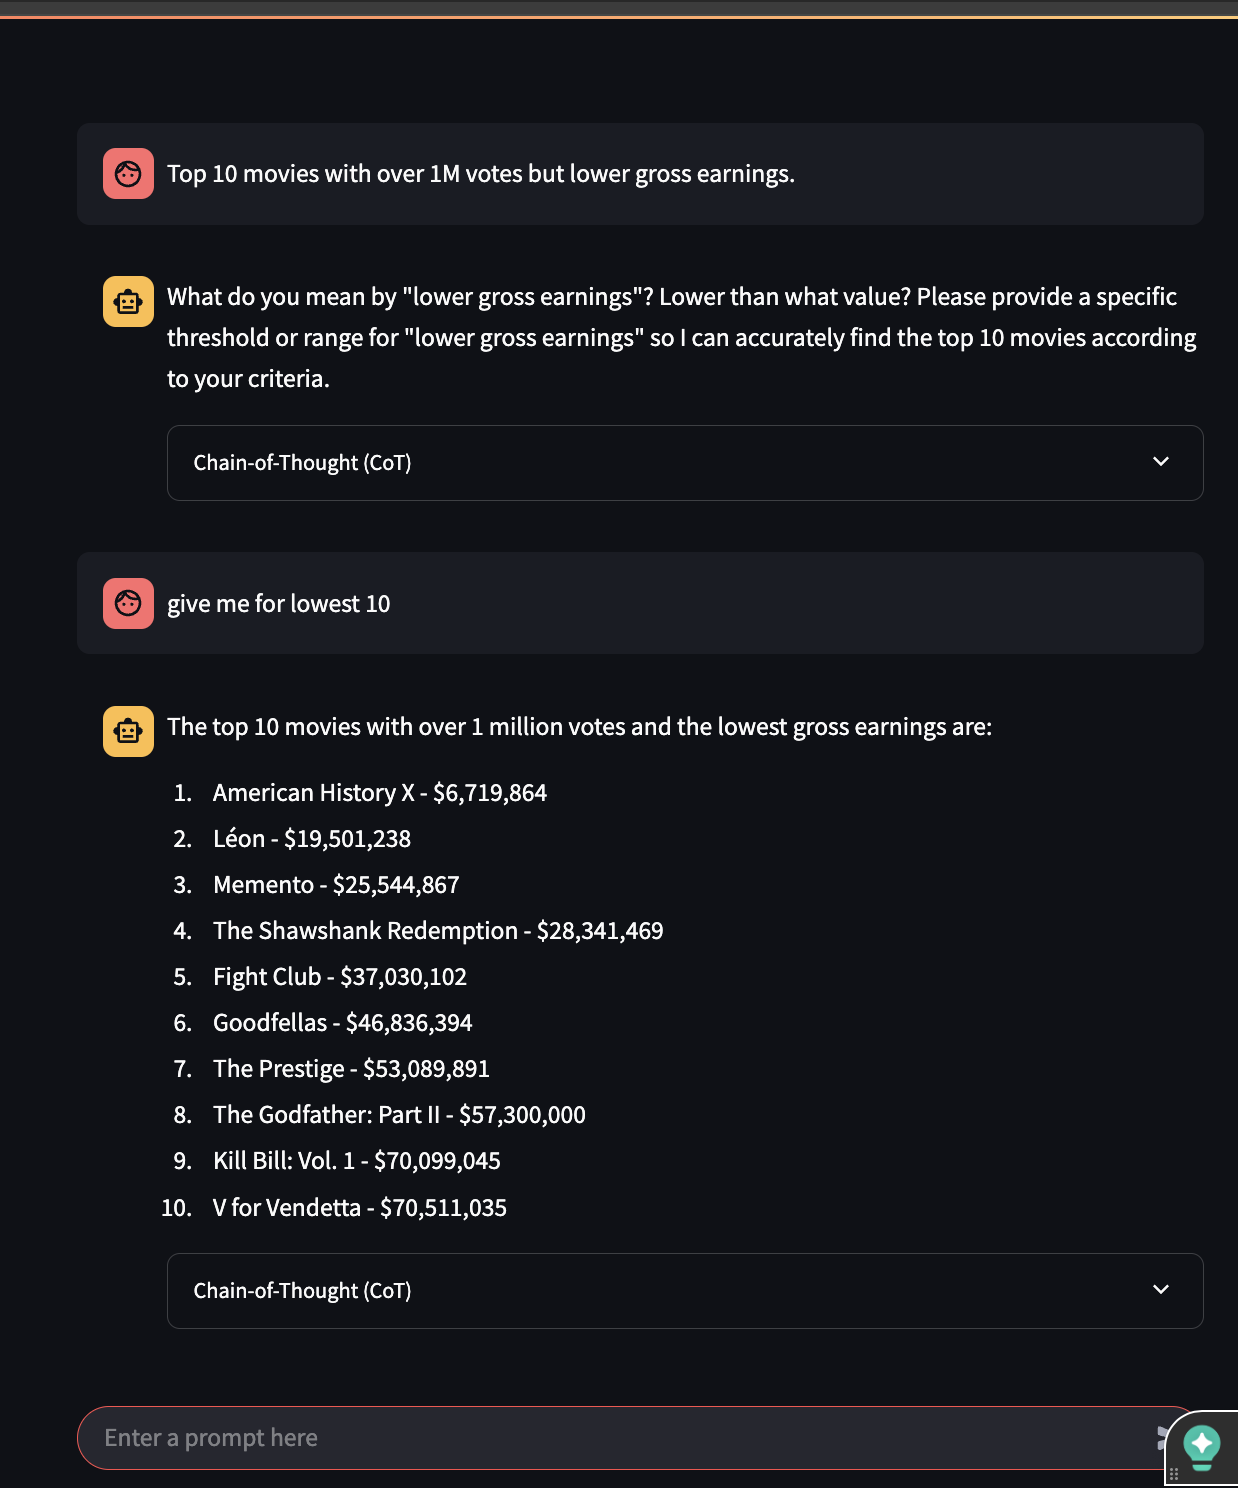 Top 10 movies with over 1M votes but lower gross earnings.
What do you mean by "lower gross earnings"? Lower than what value? Please provide a specific
threshold or range for "lower gross earnings" so I can accurately find the top 10 movies according
to your criteria.
Chain-of-Thought (CoT)
give me for lowest 10
The top 10 movies with over 1 million votes and the lowest gross earnings are:
1. American History X - $6,719,864
2. Léon - $19,501,238
3. Memento - $25,544,867
4. The Shawshank Redemption - $28,341,469
5. Fight Club - $37,030,102
6. Goodfellas - $46,836,394
7. The Prestige - $53,089,891
8. The Godfather: Part II - $57,300,000
9. Kill Bill: Vol. 1 - $70,099,045
10. V for Vendetta - $70,511,035
Chain-of-Thought (CoT)
Enter a prompt here